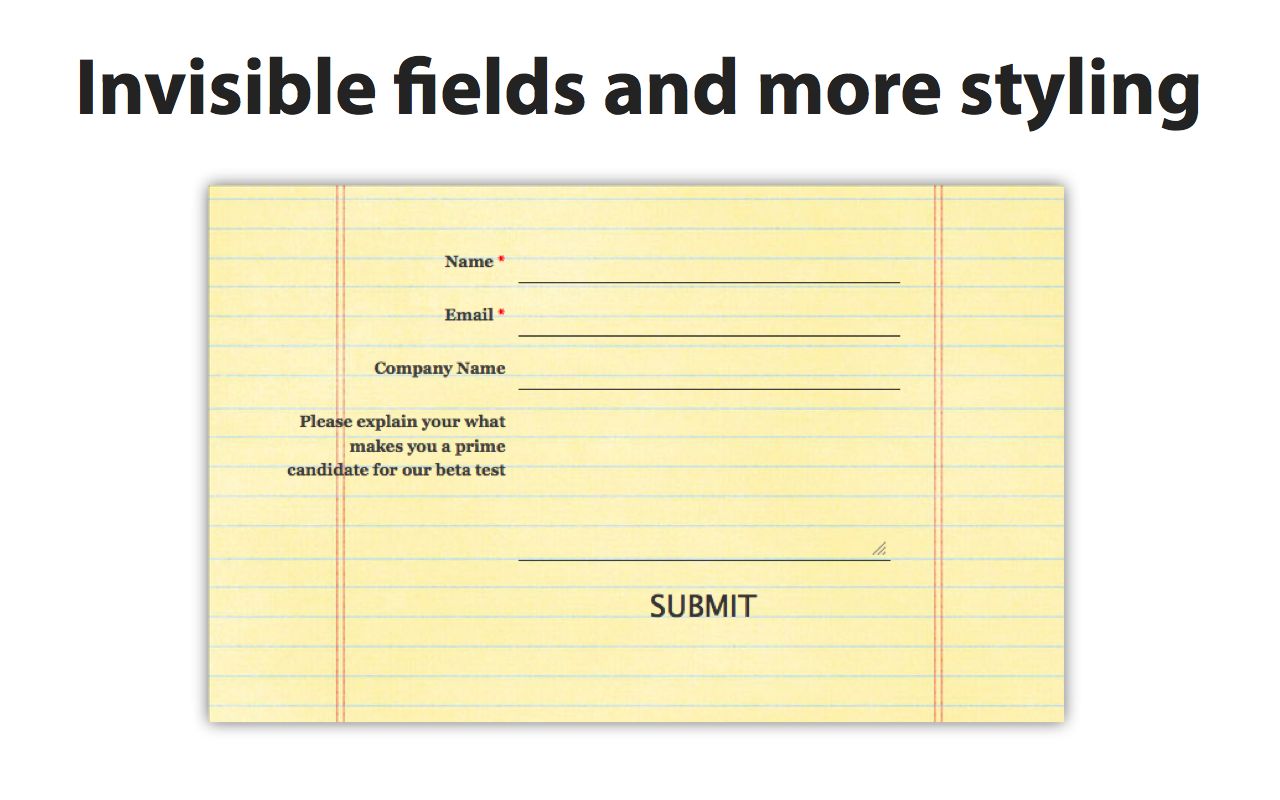 Invisible fields and more styling
Name *
Email *
Company Name
Please explain your what
makes you a prime
candidate for our beta test
SUBMIT